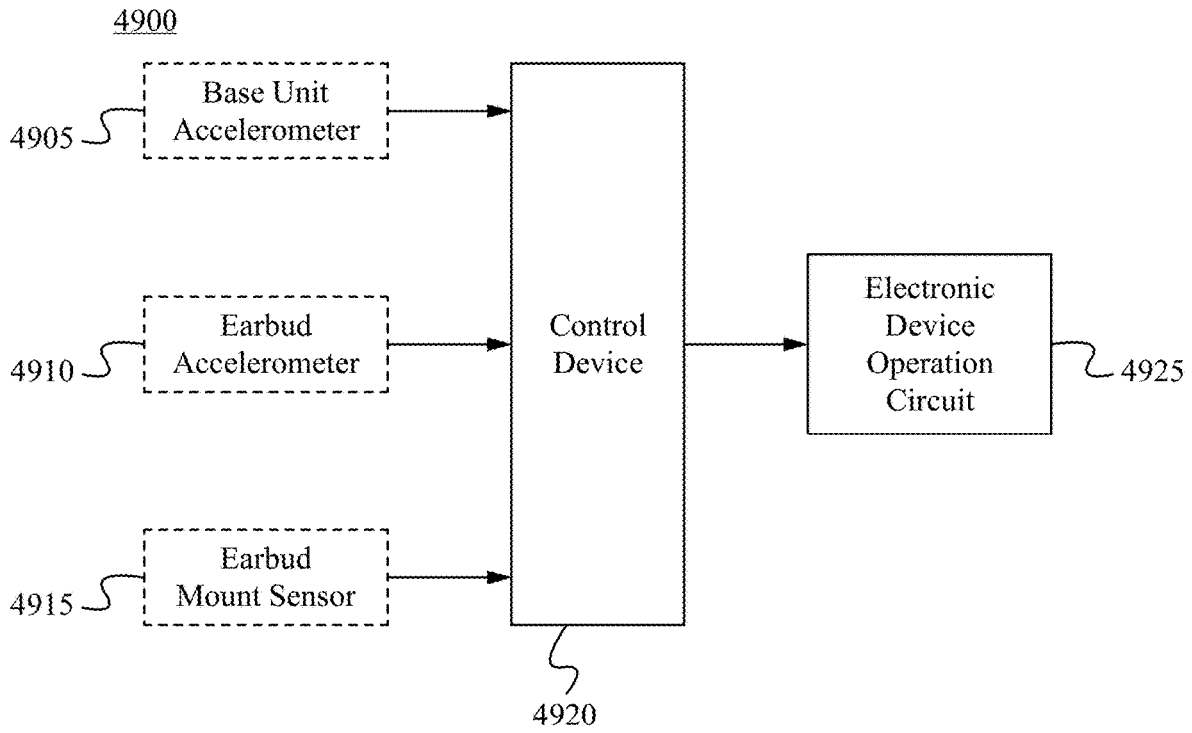 4900
Base Unit
Accelerometer
4905
Earbud
Accelerometer
4910
Earbud
Mount Sensor
4915
Control
Device
4920
Electronic
Device
Operation
Circuit
4925